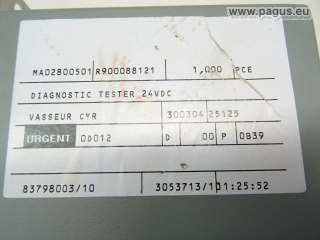 www.pagus.eu
MA02800501 R900088121 1,000 PCE
DIAGNOSTIC TESTER 24VDC
VASSEUR CYR 300304 25125
URGENT 0D012 D 00 P 0B39
83798003/10 3053713/1 01:25:52